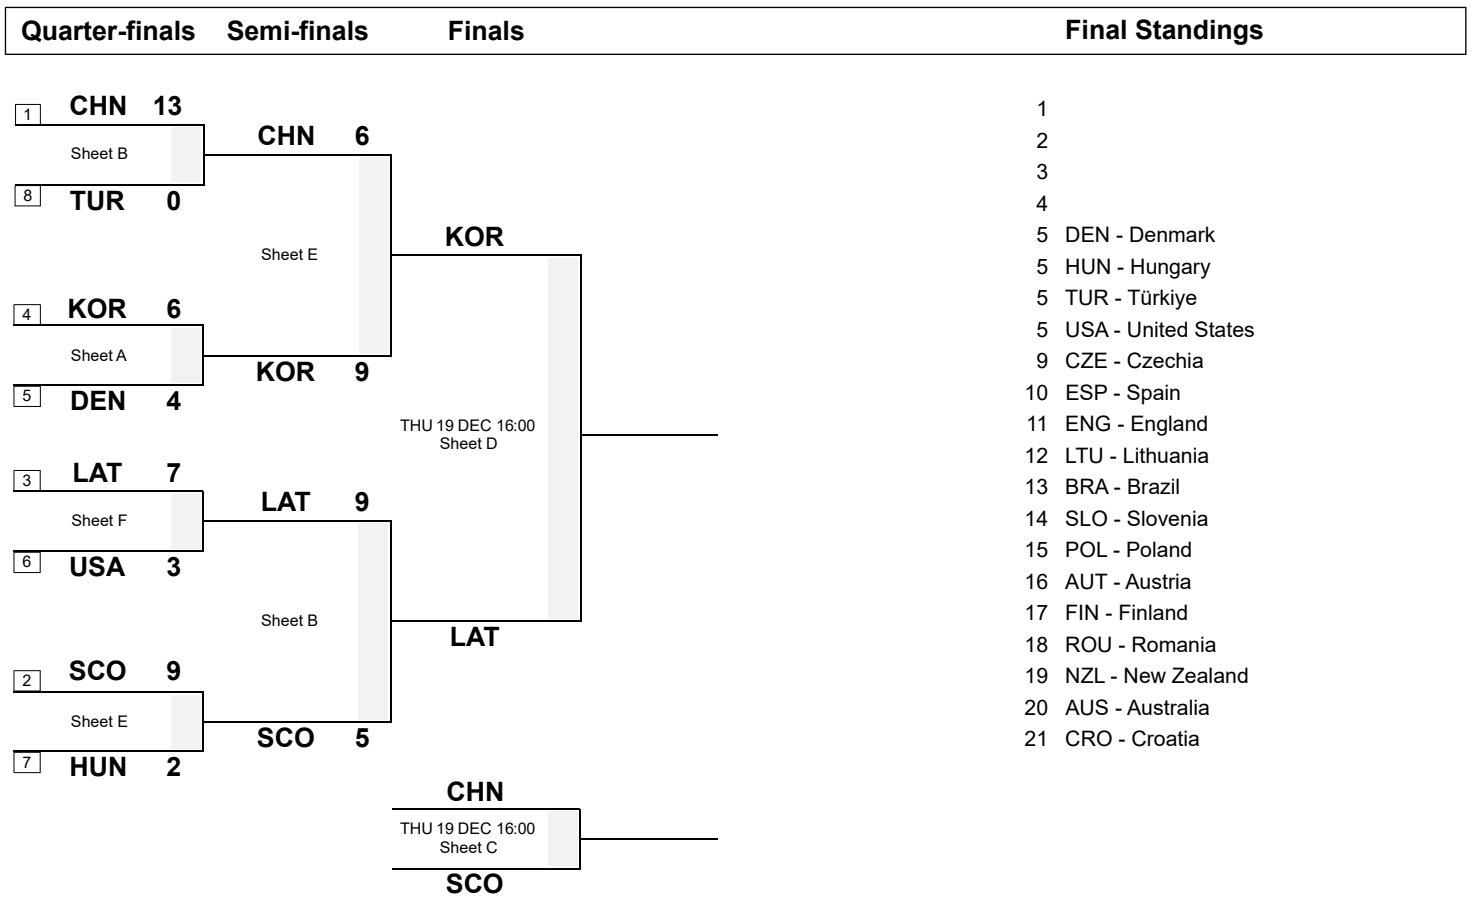 Quarter-finals Semi-finals Finals Final Standings
1 CHN 13
Sheet B
8 TUR 0
CHN 6
Sheet E
KOR 9
4 KOR 6
Sheet A
5 DEN 4
3 LAT 7
Sheet F
6 USA 3
LAT 9
Sheet B
SCO 5
2 SCO 9
Sheet E
7 HUN 2
KOR
THU 19 DEC 16:00
Sheet D
LAT
CHN
THU 19 DEC 16:00
Sheet C
SCO
1
2
3
4
5 DEN - Denmark
5 HUN - Hungary
5 TUR - Türkiye
5 USA - United States
9 CZE - Czechia
10 ESP - Spain
11 ENG - England
12 LTU - Lithuania
13 BRA - Brazil
14 SLO - Slovenia
15 POL - Poland
16 AUT - Austria
17 FIN - Finland
18 ROU - Romania
19 NZL - New Zealand
20 AUS - Australia
21 CRO - Croatia